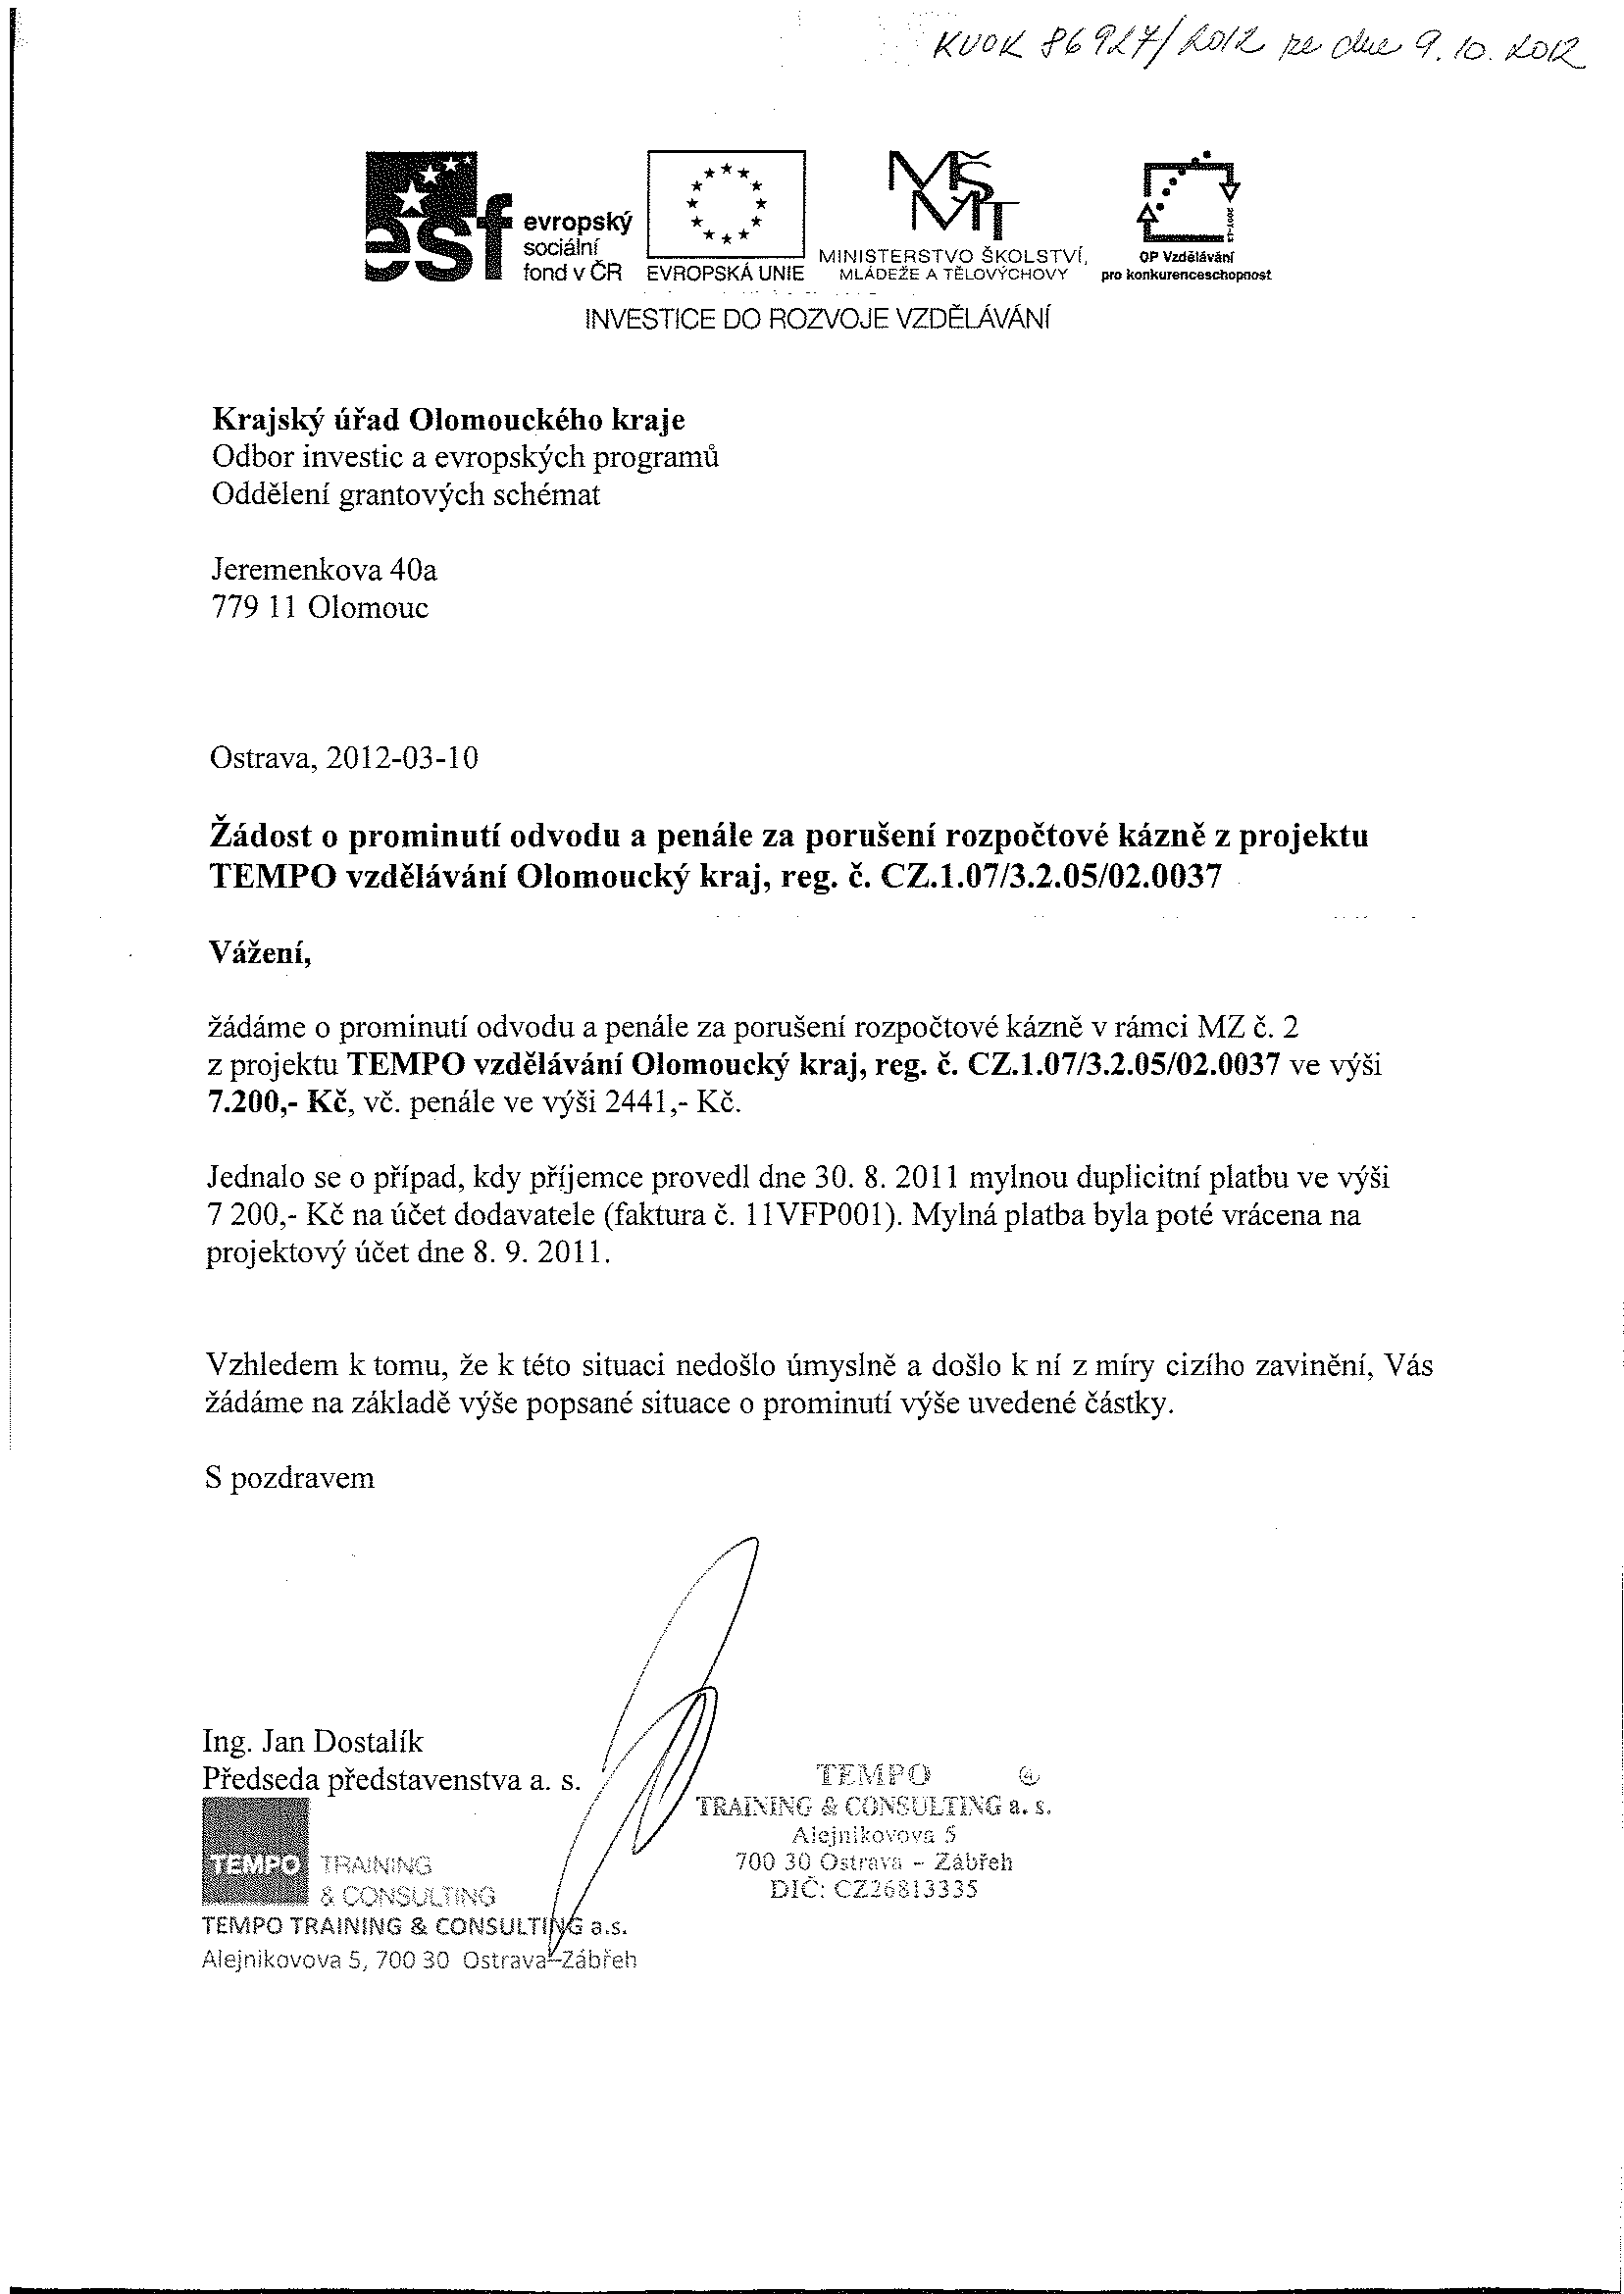 KUOK 86927/2012 ze dne 9. 10. 2012
esf
evropský
sociální
fond v ČR
EVROPSKÁ UNIE
MŠMT
MINISTERSTVO ŠKOLSTVÍ,
MLÁDEŽE A TĚLOVÝCHOVY
2007-13
OP Vzdělávání
pro konkurenceschopnost
INVESTICE DO ROZVOJE VZDĚLÁVÁNÍ
Krajský úřad Olomouckého kraje
Odbor investic a evropských programů
Oddělení grantových schémat
Jeremenkova 40a
779 11 Olomouc
Ostrava, 2012-03-10
Žádost o prominutí odvodu a penále za porušení rozpočtové kázně z projektu
TEMPO vzdělávání Olomoucký kraj, reg. č. CZ.1.07/3.2.05/02.0037
Vážení,
žádáme o prominutí odvodu a penále za porušení rozpočtové kázně v rámci MZ č. 2
z projektu TEMPO vzdělávání Olomoucký kraj, reg. č. CZ.1.07/3.2.05/02.0037 ve výši
7.200,- Kč, vč. penále ve výši 2441,- Kč.
Jednalo se o případ, kdy příjemce provedl dne 30. 8. 2011 mylnou duplicitní platbu ve výši
7 200,- Kč na účet dodavatele (faktura č. 11VFP001). Mylná platba byla poté vrácena na
projektový účet dne 8. 9. 2011.
Vzhledem k tomu, že k této situaci nedošlo úmyslně a došlo k ní z míry cizího zavinění, Vás
žádáme na základě výše popsané situace o prominutí výše uvedené částky.
S pozdravem
Ing. Jan Dostalík
Předseda představenstva a. s.
TEMPO TRAINING
& CONSULTING
TEMPO TRAINING & CONSULTING a.s.
Alejnikovova 5, 700 30 Ostrava–Zábřeh
TEMPO 4
TRAINING & CONSULTING a. s.
Alejnikovova 5
700 30 Ostrava – Zábřeh
DIČ: CZ26813335